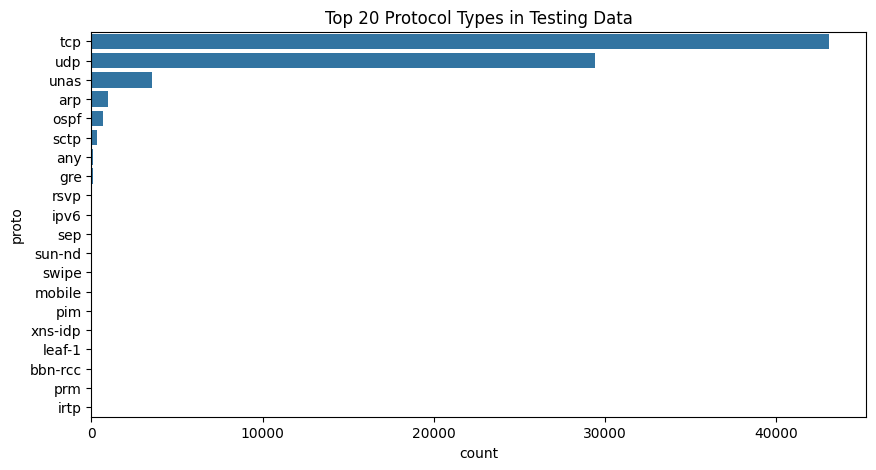 Top 20 Protocol Types in Testing Data
proto
tcp
udp
unas
arp
ospf
sctp
any
gre
rsvp
ipv6
sep
sun-nd
swipe
mobile
pim
xns-idp
leaf-1
bbn-rcc
prm
irtp
0 10000 20000 30000 40000
count